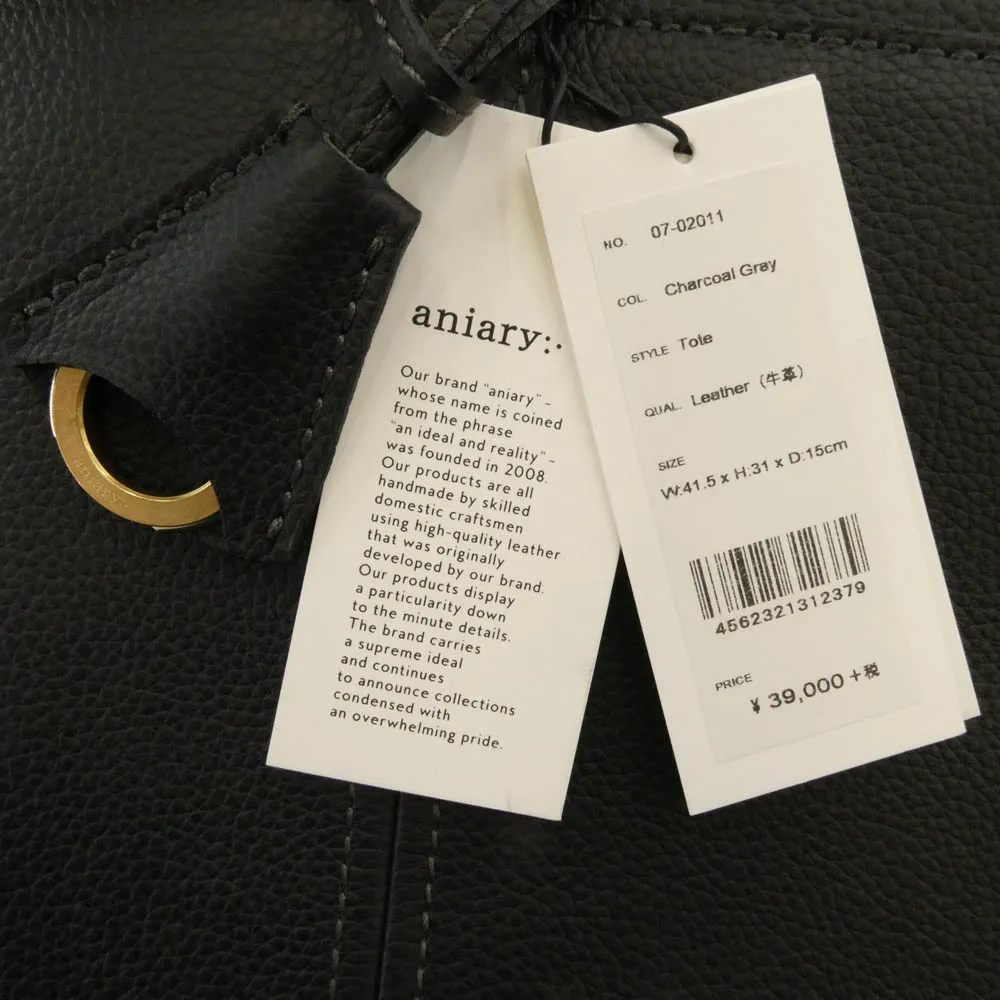 aniary:·
Our brand "aniary" –
whose name is coined
from the phrase
"an ideal and reality" –
was founded in 2008.
Our products are all
handmade by skilled
domestic craftsmen
using high-quality leather
that was originally
developed by our brand.
Our products display
a particularity down
to the minute details.
The brand carries
a supreme ideal
and continues
to announce collections
condensed with
an overwhelming pride.
NO. 07-02011
COL. Charcoal Gray
STYLE Tote
QUAL. Leather (牛革)
SIZE
W:41.5 x H:31 x D:15cm
4562321312379
PRICE
¥ 39,000+税
aniary:·